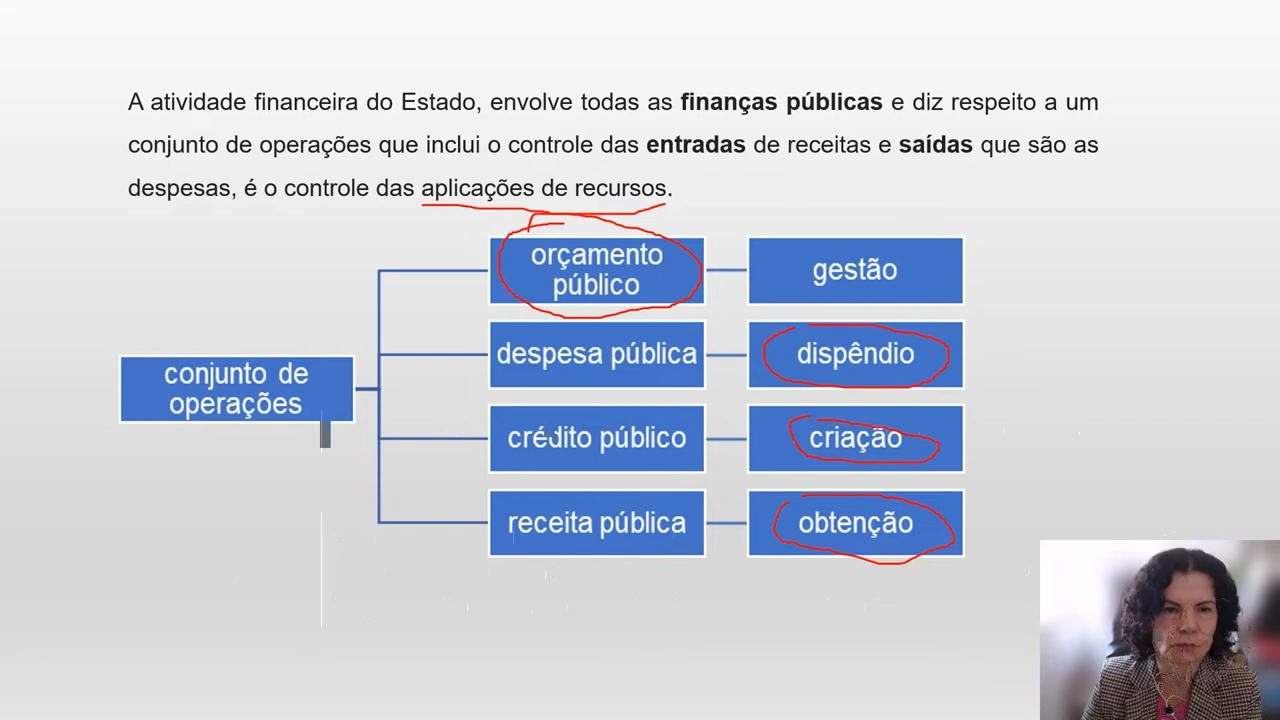 A atividade financeira do Estado, envolve todas as finanças públicas e diz respeito a um
conjunto de operações que inclui o controle das entradas de receitas e saídas que são as
despesas, é o controle das aplicações de recursos.
conjunto de
operações
orçamento
público
gestão
despesa pública
dispêndio
crédito público
criação
receita pública
obtenção